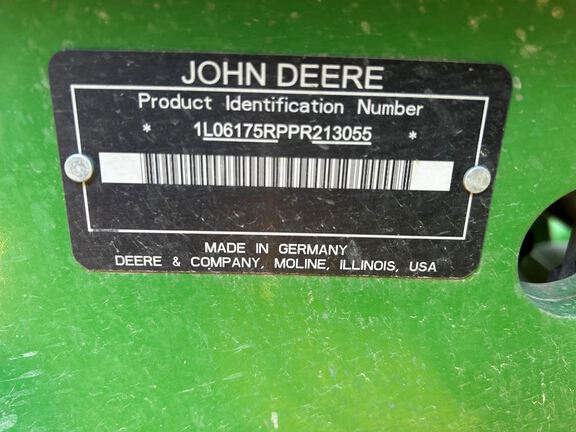 JOHN DEERE
Product Identification Number
* 1L06175RPPR213055 *
MADE IN GERMANY
DEERE & COMPANY, MOLINE, ILLINOIS, USA